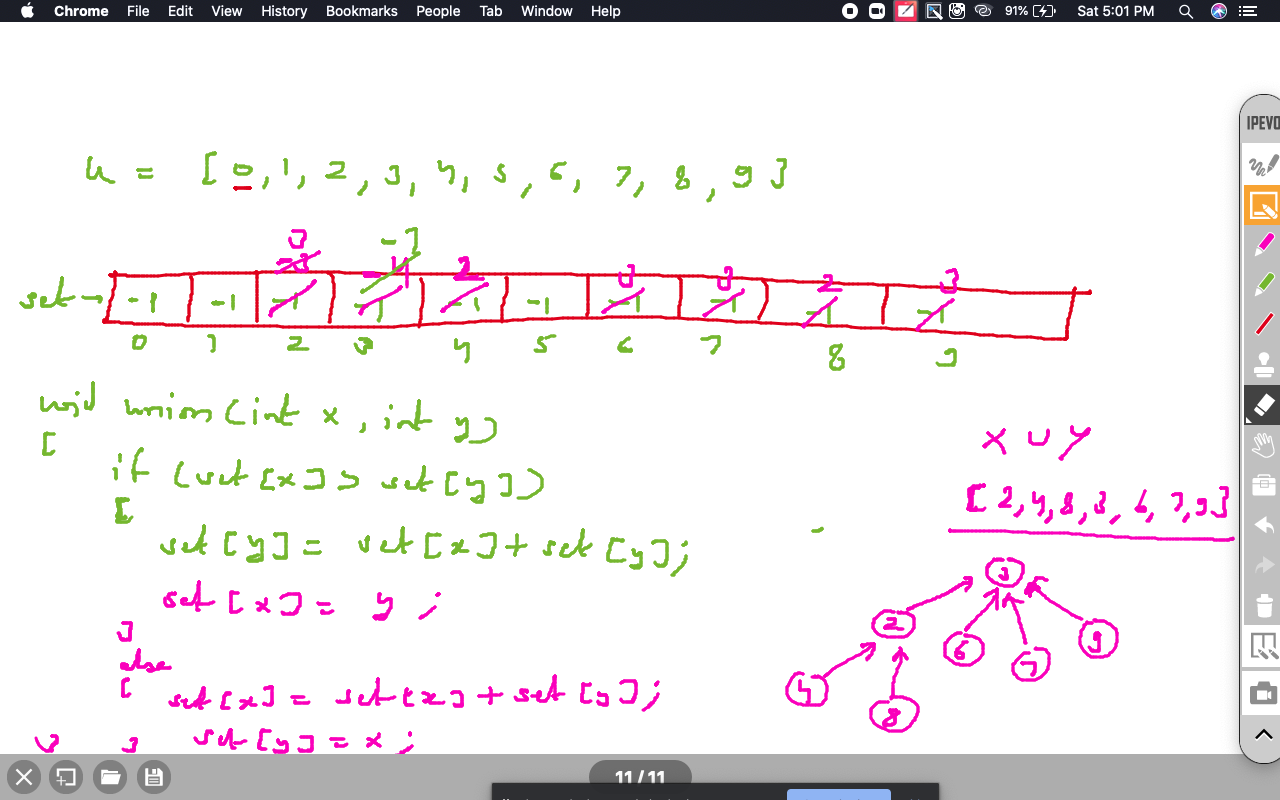 Chrome File Edit View History Bookmarks People Tab Window Help 91% Sat 5:01 PM
IPEVO
u = [ 0, 1, 2, 3, 4, 5, 6, 7, 8, 9 ]
3 -7
-3 -4 2 3 3 2 3
set → -1 -1 -1 -1 -1 -1 -1 -1 -1 -1
0 1 2 3 4 5 6 7 8 9
void union (int x, int y)
[
if (set [x] > set [y])
[
set [y] = set [x] + set [y];
set [x] = y ;
]
else
[ set [x] = set [x] + set [y];
] set [y] = x ;
X ∪ Y
[ 2, 4, 8, 3, 6, 7, 9 ]
3
2 6 7 9
4 8
11 / 11